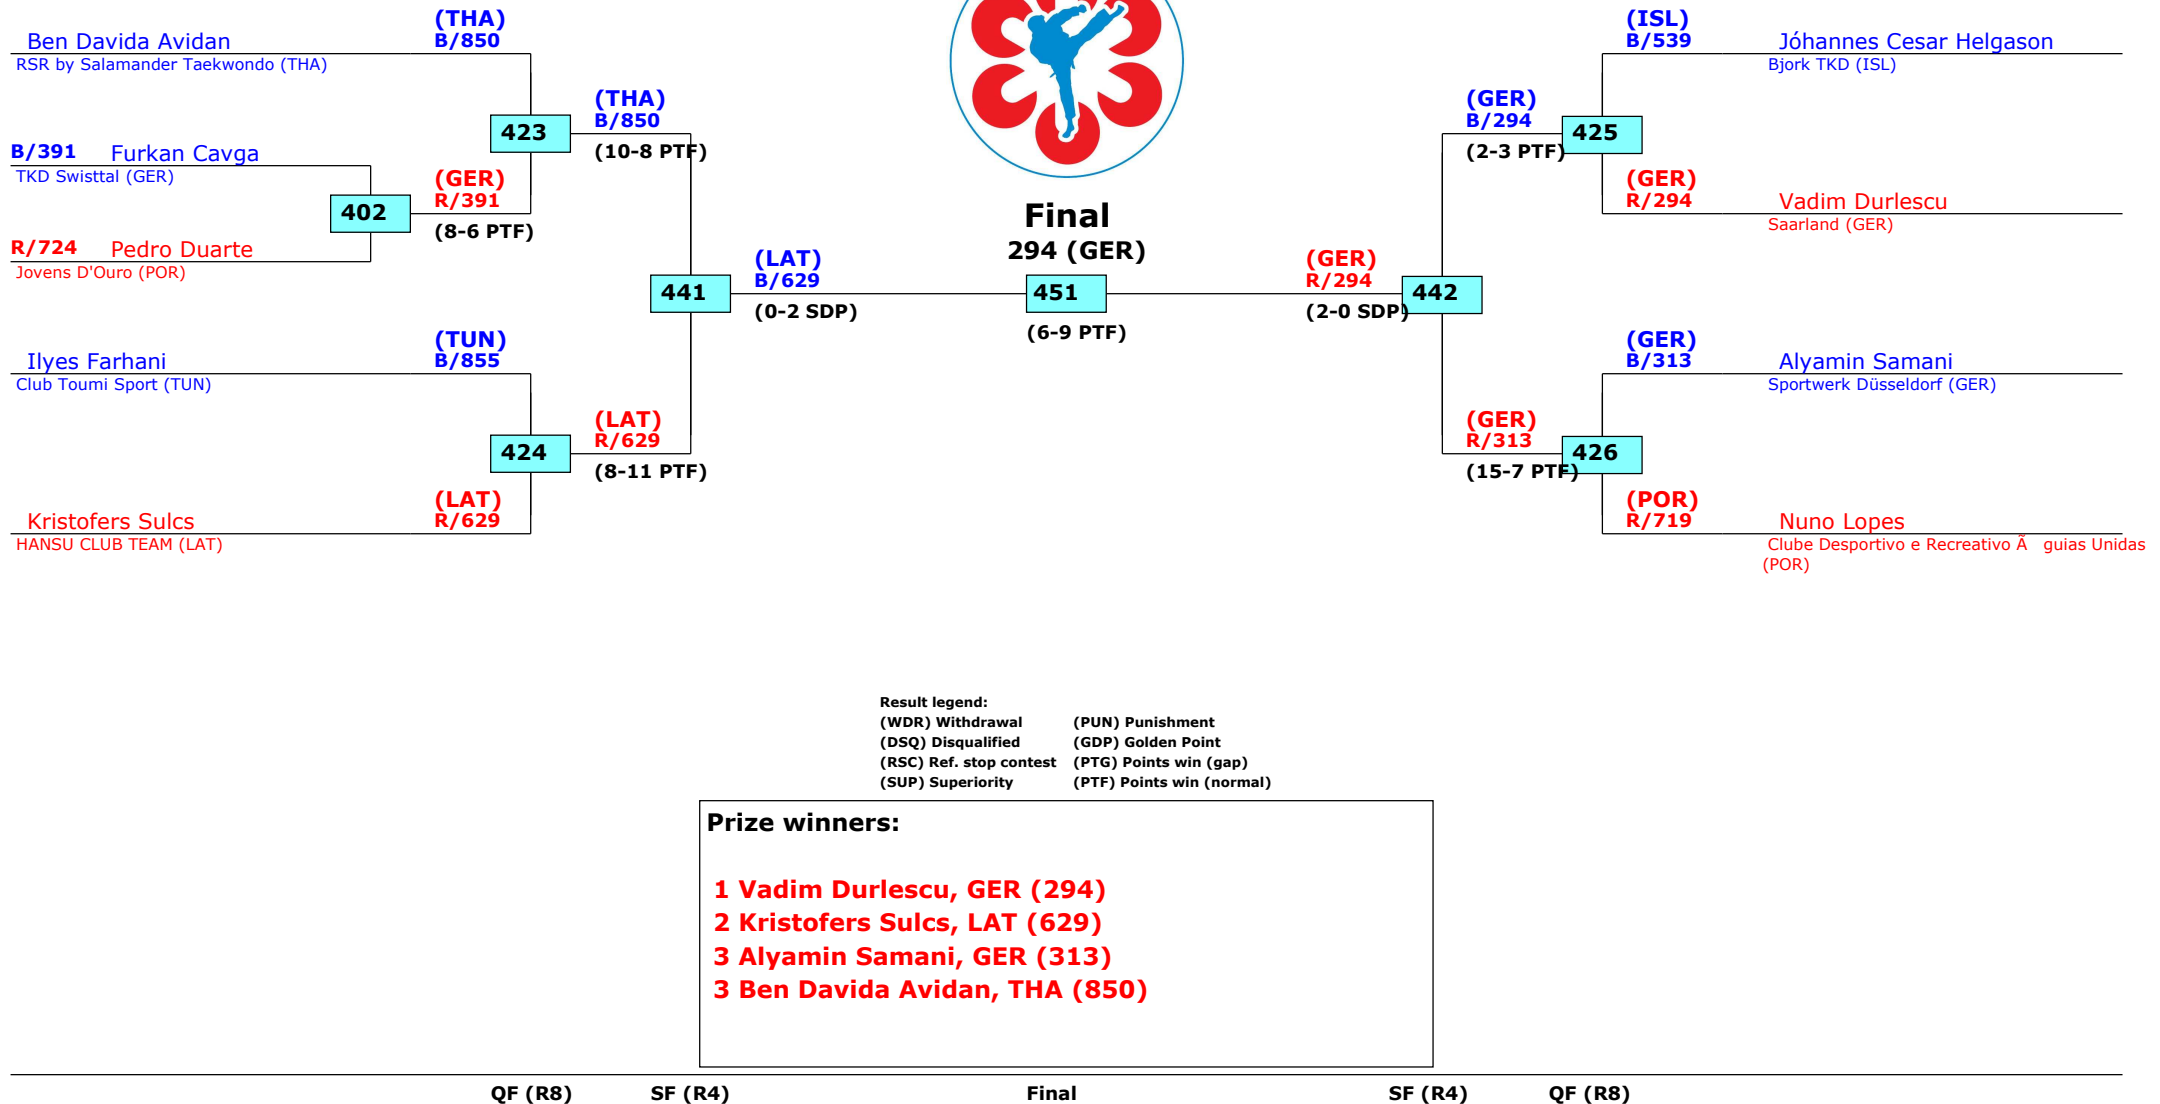 (THA)
Ben Davida Avidan B/850
RSR by Salamander Taekwondo (THA)
(THA)
B/850
423
(10-8 PTF)
B/391 Furkan Cavga
TKD Swisttal (GER)
(GER)
402 R/391
(8-6 PTF)
R/724 Pedro Duarte
Jovens D'Ouro (POR)
(LAT)
441 B/629
(0-2 SDP)
(TUN)
Ilyes Farhani B/855
Club Toumi Sport (TUN)
(LAT)
R/629
424
(8-11 PTF)
(LAT)
Kristofers Sulcs R/629
HANSU CLUB TEAM (LAT)
Final
294 (GER)
451
(6-9 PTF)
(ISL)
B/539 Jóhannes Cesar Helgason
Bjork TKD (ISL)
(GER)
B/294 425
(2-3 PTF)
(GER)
R/294 Vadim Durlescu
Saarland (GER)
(GER)
R/294 442
(2-0 SDP)
(GER)
B/313 Alyamin Samani
Sportwerk Düsseldorf (GER)
(GER)
R/313 426
(15-7 PTF)
(POR)
R/719 Nuno Lopes
Clube Desportivo e Recreativo Ã guias Unidas
(POR)
Result legend:
(WDR) Withdrawal (PUN) Punishment
(DSQ) Disqualified (GDP) Golden Point
(RSC) Ref. stop contest (PTG) Points win (gap)
(SUP) Superiority (PTF) Points win (normal)
Prize winners:
1 Vadim Durlescu, GER (294)
2 Kristofers Sulcs, LAT (629)
3 Alyamin Samani, GER (313)
3 Ben Davida Avidan, THA (850)
QF (R8) SF (R4) Final SF (R4) QF (R8)